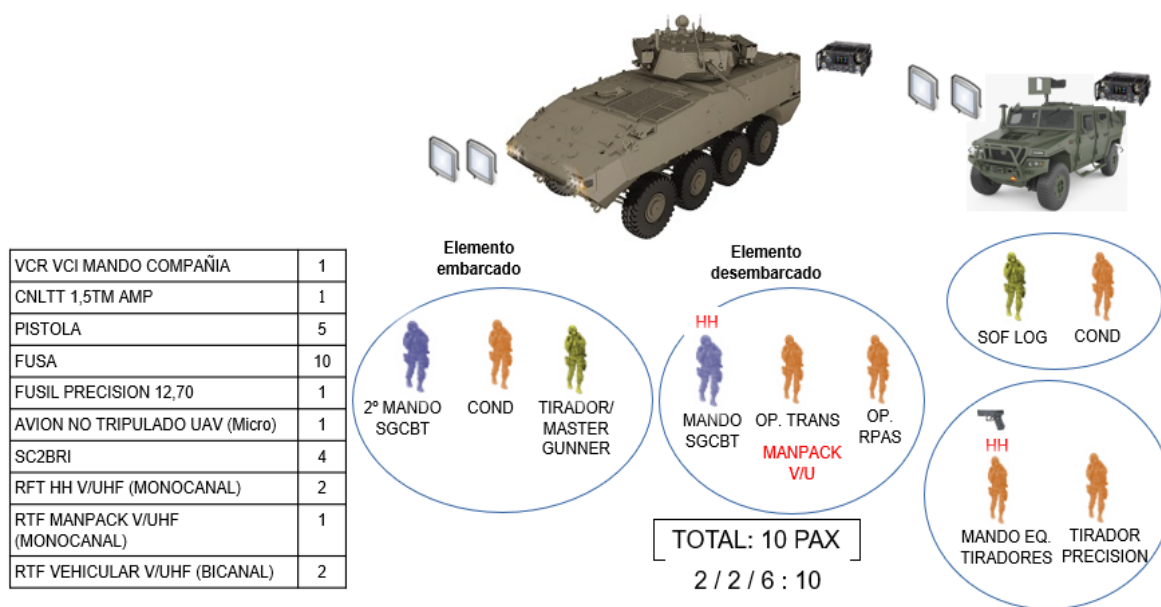 Elemento
embarcado
Elemento
desembarcado
VCR VCI MANDO COMPAÑIA 1
CNLTT 1,5TM AMP 1
PISTOLA 5
FUSA 10
FUSIL PRECISION 12,70 1
AVION NO TRIPULADO UAV (Micro) 1
SC2BRI 4
RFT HH V/UHF (MONOCANAL) 2
RTF MANPACK V/UHF
(MONOCANAL) 1
RTF VEHICULAR V/UHF (BICANAL) 2
2º MANDO
SGCBT
COND
TIRADOR/
MASTER
GUNNER
HH
MANDO
SGCBT
OP. TRANS
MANPACK
V/U
OP.
RPAS
SOF LOG
COND
HH
MANDO EQ.
TIRADORES
TIRADOR
PRECISION
TOTAL: 10 PAX
2 / 2 / 6 : 10